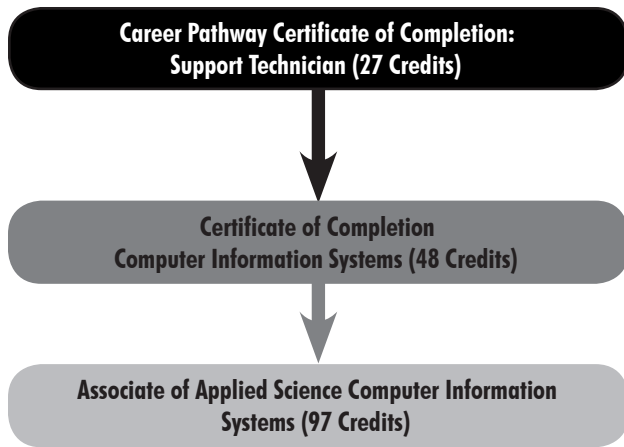 Career Pathway Certificate of Completion:
Support Technician (27 Credits)
Certificate of Completion
Computer Information Systems (48 Credits)
Associate of Applied Science Computer Information
Systems (97 Credits)